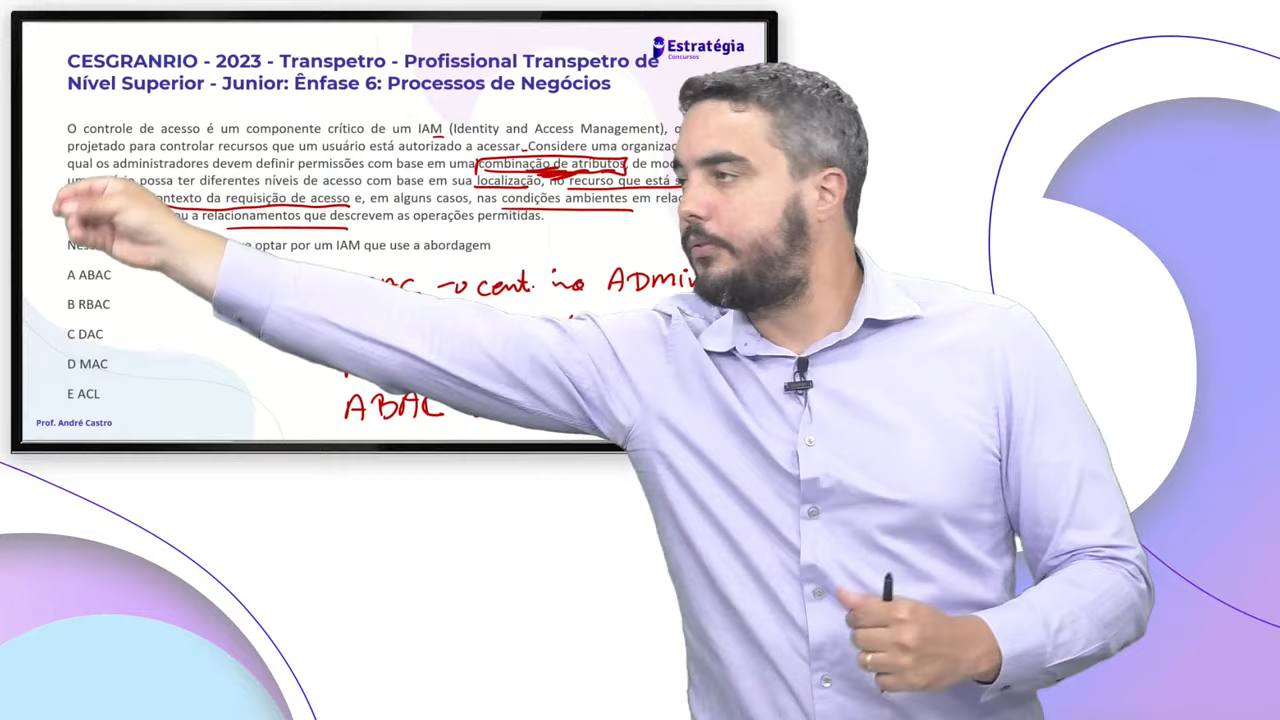 CESGRANRIO - 2023 - Transpetro - Profissional Transpetro de
Nível Superior - Junior: Ênfase 6: Processos de Negócios
Estratégia
Concursos
O controle de acesso é um componente crítico de um IAM (Identity and Access Management),
projetado para controlar recursos que um usuário está autorizado a acessar. Considere uma
qual os administradores devem definir permissões com base em uma combinação de atributos, de
possa ter diferentes níveis de acesso com base em sua localização, no recurso que está
contexto da requisição de acesso e, em alguns casos, nas condições ambientes em
a relacionamentos que descrevem as operações permitidas.
optar por um IAM que use a abordagem
A ABAC
B RBAC
C DAC
D MAC
E ACL
cent. no
ABAC
Prof. André Castro